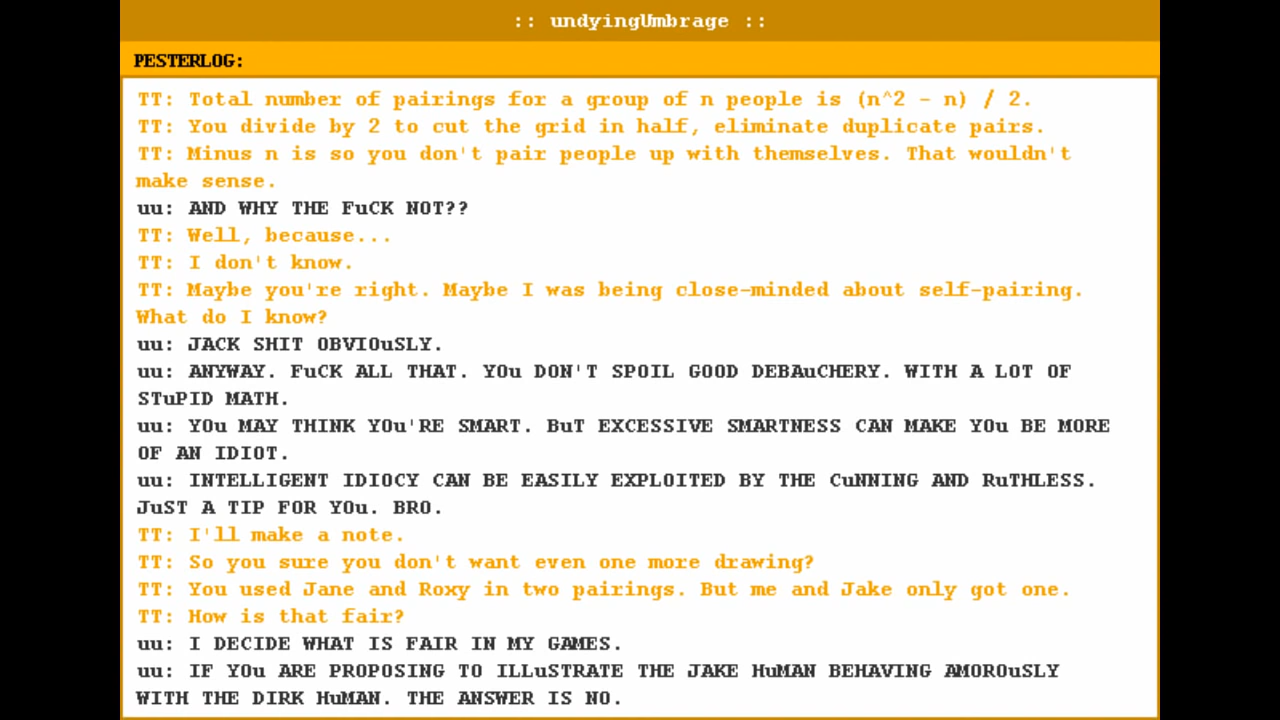 :: undyingUmbrage ::
PESTERLOG:
TT: Total number of pairings for a group of n people is (n^2 - n) / 2.
TT: You divide by 2 to cut the grid in half, eliminate duplicate pairs.
TT: Minus n is so you don't pair people up with themselves. That wouldn't
make sense.
uu: AND WHY THE FuCK NOT??
TT: Well, because...
TT: I don't know.
TT: Maybe you're right. Maybe I was being close-minded about self-pairing.
What do I know?
uu: JACK SHIT OBVIOuSLY.
uu: ANYWAY. FuCK ALL THAT. YOu DON'T SPOIL GOOD DEBAuCHERY. WITH A LOT OF
STuPID MATH.
uu: YOu MAY THINK YOu'RE SMART. BuT EXCESSIVE SMARTNESS CAN MAKE YOu BE MORE
OF AN IDIOT.
uu: INTELLIGENT IDIOCY CAN BE EASILY EXPLOITED BY THE CuNNING AND RuTHLESS.
JuST A TIP FOR YOu. BRO.
TT: I'll make a note.
TT: So you sure you don't want even one more drawing?
TT: You used Jane and Roxy in two pairings. But me and Jake only got one.
TT: How is that fair?
uu: I DECIDE WHAT IS FAIR IN MY GAMES.
uu: IF YOu ARE PROPOSING TO ILLuSTRATE THE JAKE HuMAN BEHAVING AMOROuSLY
WITH THE DIRK HuMAN. THE ANSWER IS NO.